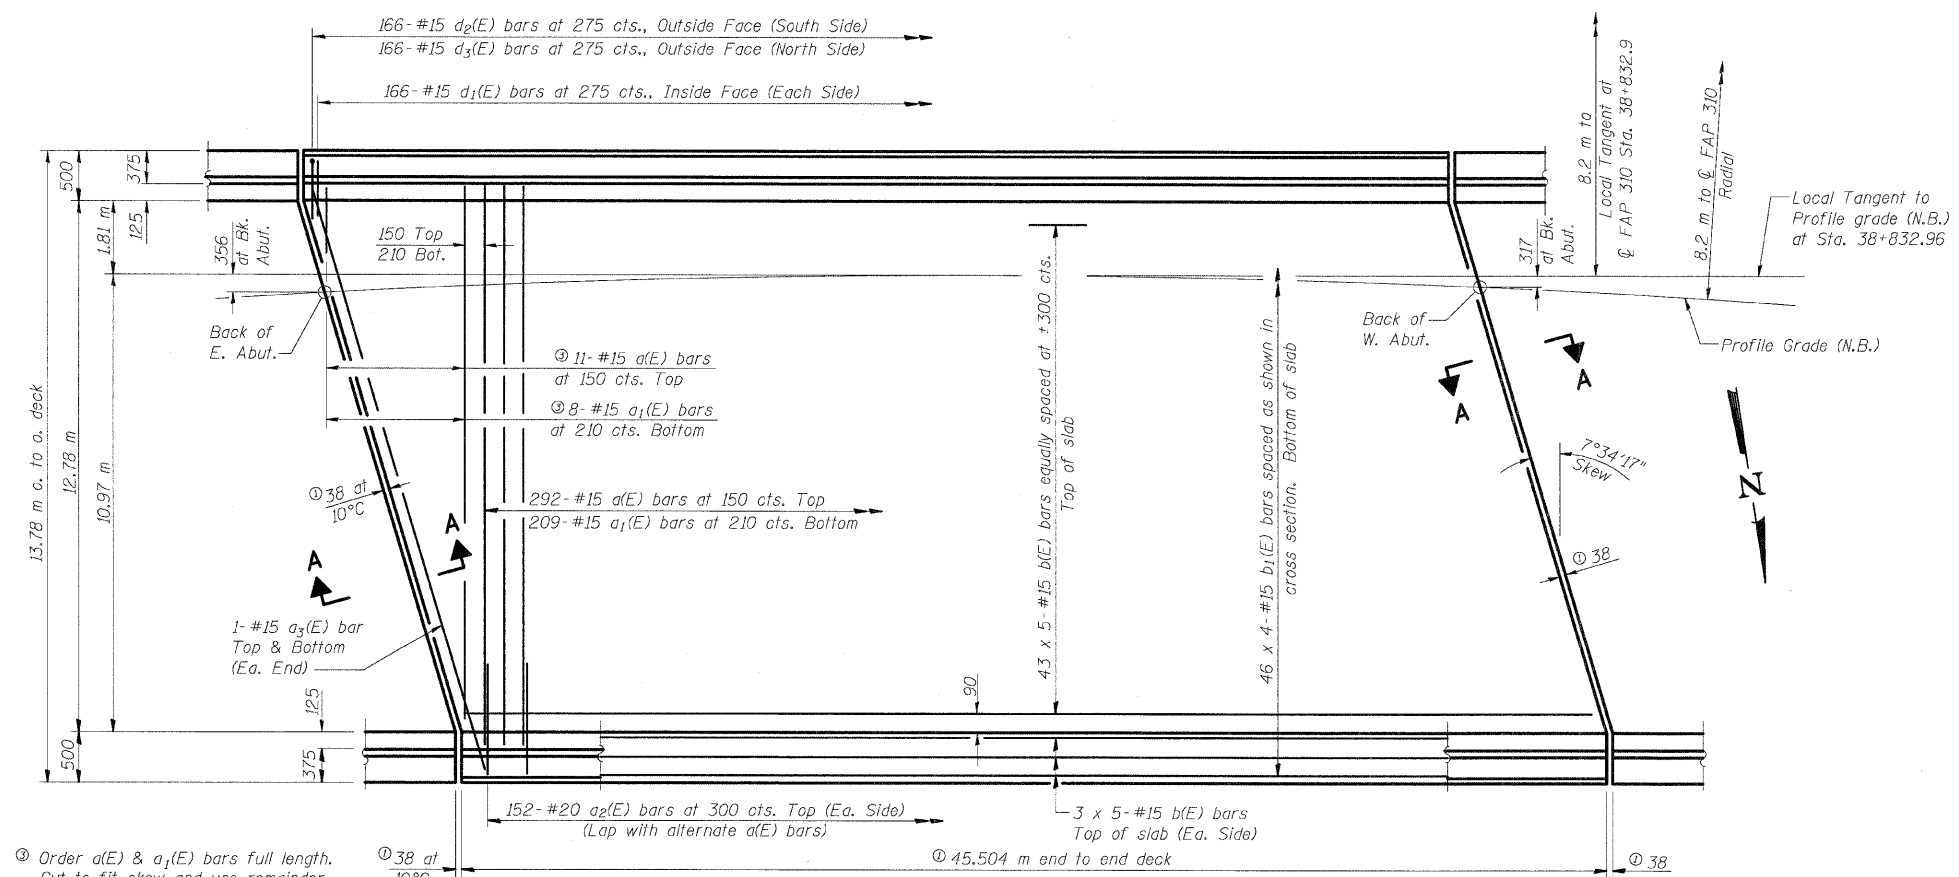 166-#15 d2(E) bars at 275 cts., Outside Face (South Side)
166-#15 d3(E) bars at 275 cts., Outside Face (North Side)
166-#15 d1(E) bars at 275 cts., Inside Face (Each Side)
8.2 m to
Local Tangent at
℄ FAP 310 Sta. 38+832.9
8.2 m to ℄ FAP 310
Radial
Local Tangent to
Profile grade (N.B.)
at Sta. 38+832.96
13.78 m o. to o. deck
500
375
12.78 m
1.81 m
125
356
at Bk.
Abut.
150 Top
210 Bot.
317
at Bk.
Abut.
Back of
E. Abut.
Back of
W. Abut.
Profile Grade (N.B.)
③ 11-#15 a(E) bars
at 150 cts. Top
③ 8-#15 a1(E) bars
at 210 cts. Bottom
10.97 m
43 x 5-#15 b(E) bars equally spaced at ±300 cts.
Top of slab
46 x 4-#15 b1(E) bars spaced as shown in
cross section. Bottom of slab
A
A
7°34'17"
Skew
N
① 38 at
10°C
292-#15 a(E) bars at 150 cts. Top
209-#15 a1(E) bars at 210 cts. Bottom
A
A
① 38
1-#15 a3(E) bar
Top & Bottom
(Ea. End)
125
90
500
375
152-#20 a2(E) bars at 300 cts. Top (Ea. Side)
(Lap with alternate a(E) bars)
3 x 5-#15 b(E) bars
Top of slab (Ea. Side)
③ Order a(E) & a1(E) bars full length.
Cut to fit skew and use remainder
① 38 at
10°C
① 45.504 m end to end deck
① 38